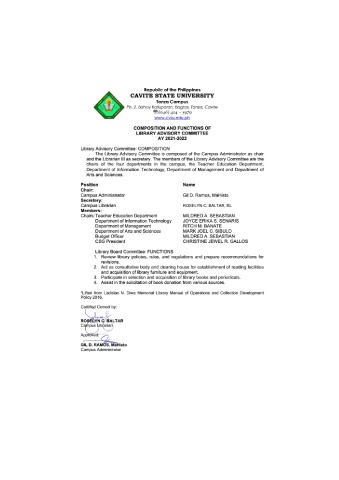 Republic of the Philippines
CAVITE STATE UNIVERSITY
Tanza Campus
Ph. 2, Bahay Katuparan, Bagtas, Tanza, Cavite
(046) 414 - 3979
www.cvsu.edu.ph
COMPOSITION AND FUNCTIONS OF
LIBRARY ADVISORY COMMITTEE
AY 2021-2022
Library Advisory Committee: COMPOSITION
The Library Advisory Committee is composed of the Campus Administrator as chair
and the Librarian III as secretary. The members of the Library Advisory Committee are the
chairs of the four departments in the campus, the Teacher Education Department,
Department of Information Technology, Department of Management and Department of
Arts and Sciences.
Position Name
Chair:
Campus Administrator Gil D. Ramos, MAHisto
Secretary:
Campus Librarian ROSELYN C. BALTAR, RL
Members:
Chairs: Teacher Education Department MILDRED A. SEBASTIAN
Department of Information Technology JOYCE ERIKA S. SENARIS
Department of Management RITCH M. BANATE
Department of Arts and Sciences MARK JOEL C. SIBULO
Budget Officer MILDRED A. SEBASTIAN
CSG President CHRISTINE JEWEL R. GALLOS
Library Board Committee: FUNCTIONS
1. Review library policies, rules, and regulations and prepare recommendations for
revisions.
2. Act as consultative body and clearing house for establishment of reading facilities
and acquisition of library furniture and equipment.
3. Participate in selection and acquisition of library books and periodicals.
4. Assist in the solicitation of book donation from various sources.
*Lifted from Ladislao N. Diwa Memorial Library Manual of Operations and Collection Development
Policy 2016.
Certified Correct by:
ROSELYN C. BALTAR
Campus Librarian
Approved:
GIL D. RAMOS, MAHisto
Campus Administrator